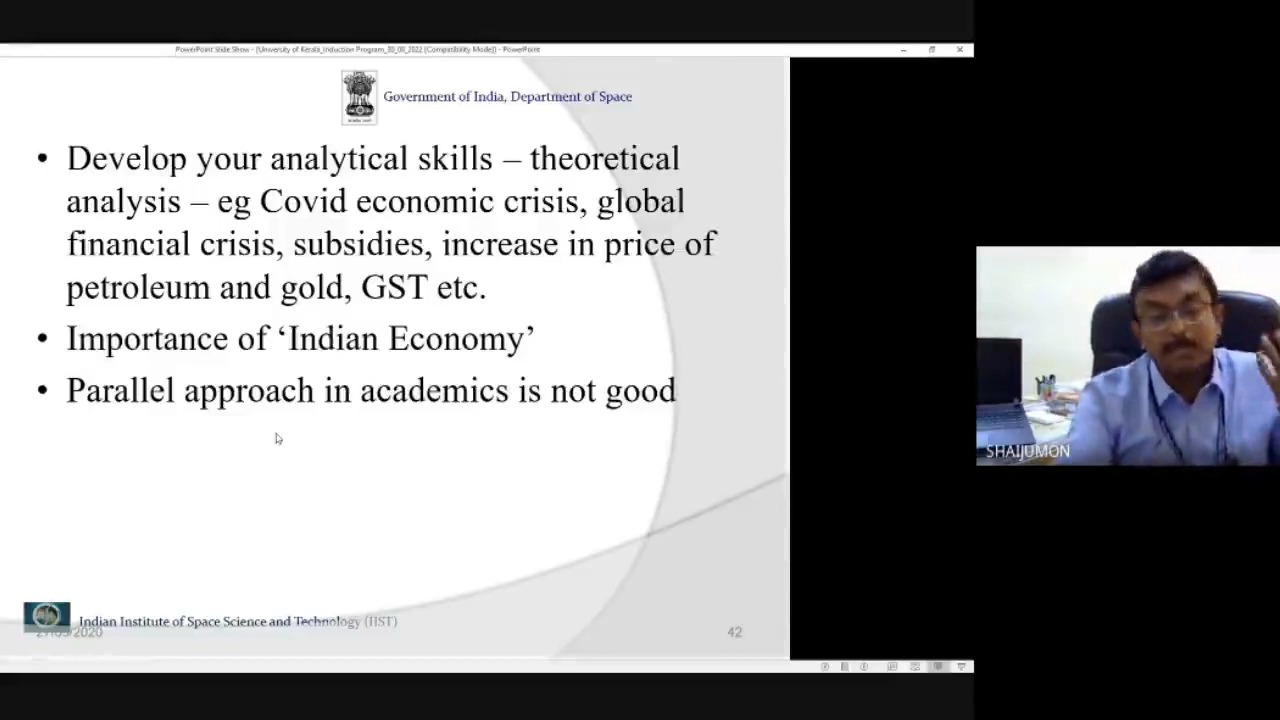 PowerPoint Slide Show - [University of Kerala_Induction Program_30_08_2022 [Compatibility Mode]] - PowerPoint
Government of India, Department of Space
• Develop your analytical skills – theoretical
analysis – eg Covid economic crisis, global
financial crisis, subsidies, increase in price of
petroleum and gold, GST etc.
• Importance of ‘Indian Economy’
• Parallel approach in academics is not good
SHAIJUMON
Indian Institute of Space Science and Technology (IIST)
42